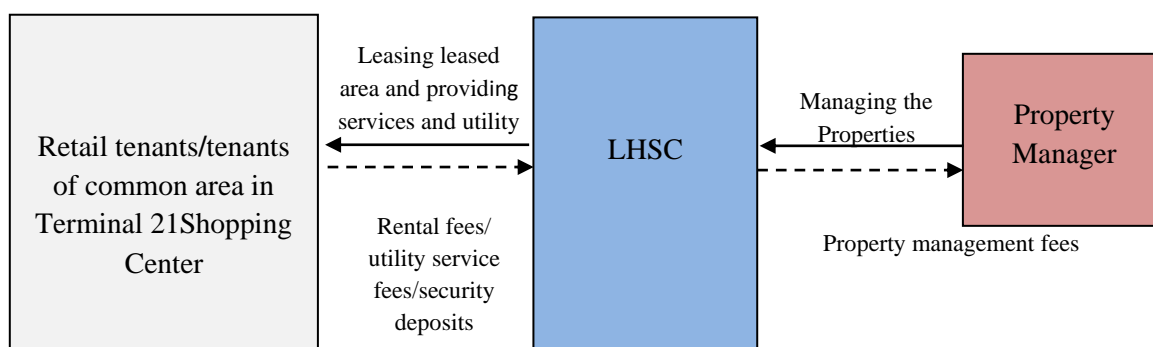 Retail tenants/tenants
of common area in
Terminal 21Shopping
Center
Leasing leased
area and providing
services and utility
Rental fees/
utility service
fees/security
deposits
LHSC
Managing the
Properties
Property management fees
Property
Manager